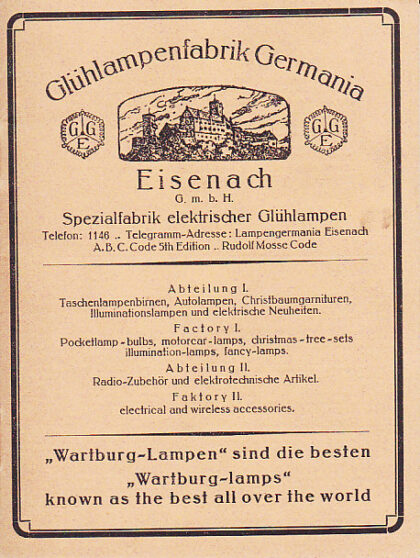 Glühlampenfabrik Germania
G G E
G G E
Eisenach
G. m. b. H.
Spezialfabrik elektrischer Glühlampen
Telefon: 1146 .. Telegramm-Adresse: Lampengermania Eisenach
A.B.C. Code 5th Edition .. Rudolf Mosse Code
Abteilung I.
Taschenlampenbirnen, Autolampen, Christbaumgarnituren,
Illuminationslampen und elektrische Neuheiten.
Factory I.
Pocketlamp-bulbs, motorcar-lamps, christmas-tree-sets
illumination-lamps, fancy-lamps.
Abteilung II.
Radio-Zubehör und elektrotechnische Artikel.
Faktory II.
electrical and wireless accessories.
„Wartburg-Lampen“ sind die besten
„Wartburg-lamps“
known as the best all over the world